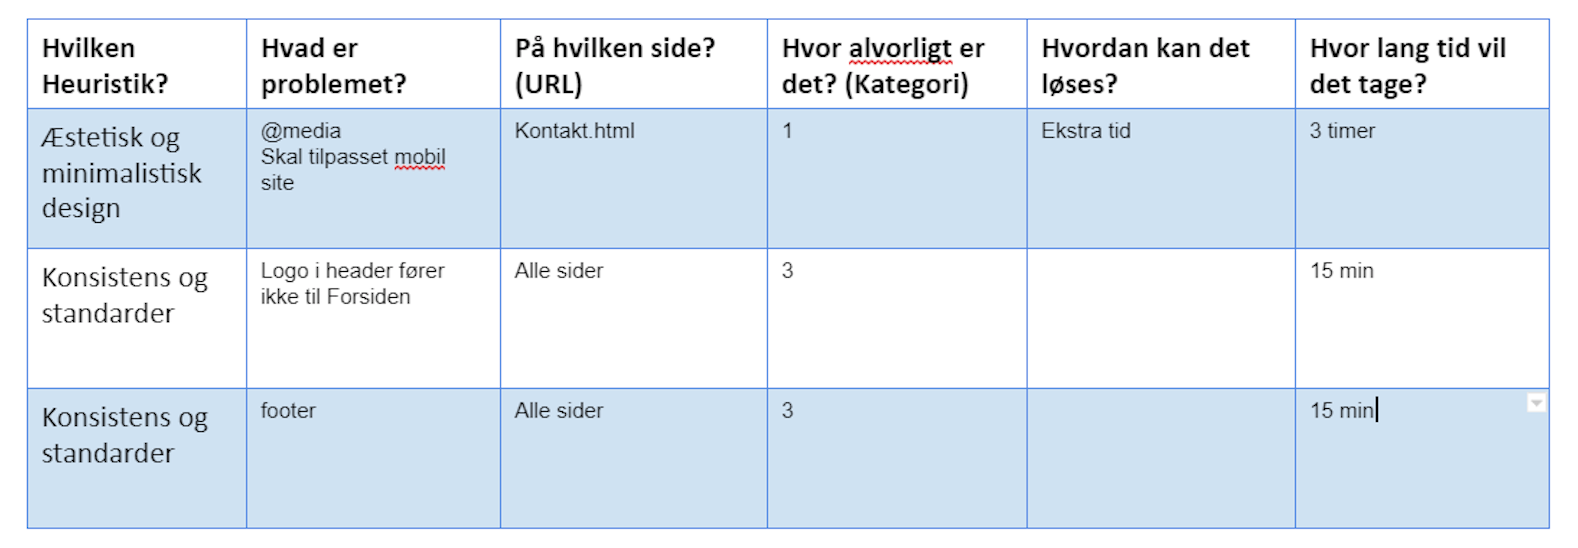 Hvilken
Heuristik?
Hvad er
problemet?
På hvilken side?
(URL)
Hvor alvorligt er
det? (Kategori)
Hvordan kan det
løses?
Hvor lang tid vil
det tage?
Æstetisk og
minimalistisk
design
@media
Skal tilpasset mobil
site
Kontakt.html
1
Ekstra tid
3 timer
Konsistens og
standarder
Logo i header fører
ikke til Forsiden
Alle sider
3
15 min
Konsistens og
standarder
footer
Alle sider
3
15 min